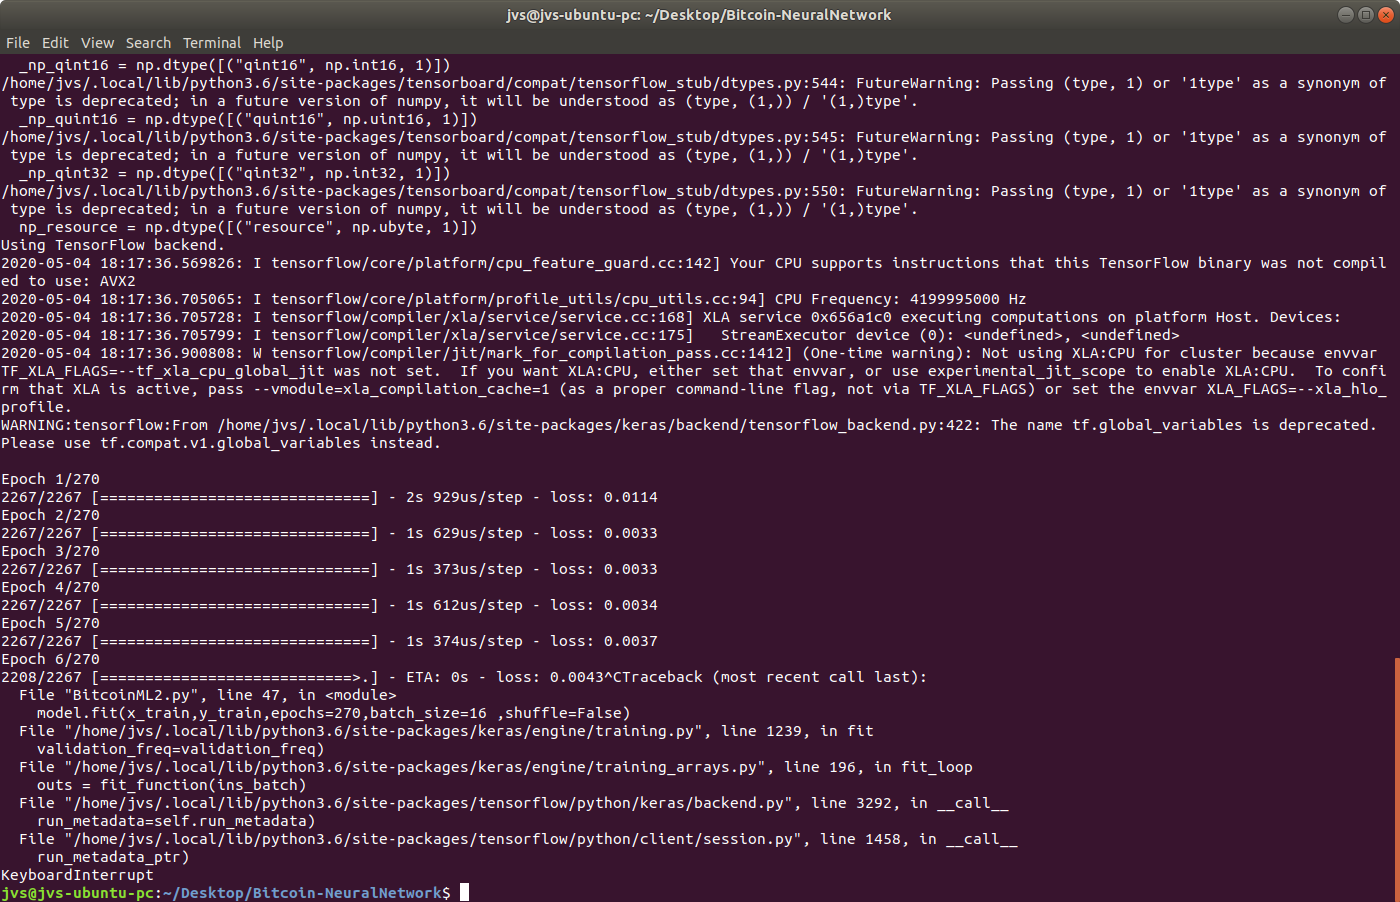 jvs@jvs-ubuntu-pc: ~/Desktop/Bitcoin-NeuralNetwork
File Edit View Search Terminal Help
  _np_qint16 = np.dtype([("qint16", np.int16, 1)])
/home/jvs/.local/lib/python3.6/site-packages/tensorboard/compat/tensorflow_stub/dtypes.py:544: FutureWarning: Passing (type, 1) or '1type' as a synonym of
 type is deprecated; in a future version of numpy, it will be understood as (type, (1,)) / '(1,)type'.
  _np_quint16 = np.dtype([("quint16", np.uint16, 1)])
/home/jvs/.local/lib/python3.6/site-packages/tensorboard/compat/tensorflow_stub/dtypes.py:545: FutureWarning: Passing (type, 1) or '1type' as a synonym of
 type is deprecated; in a future version of numpy, it will be understood as (type, (1,)) / '(1,)type'.
  _np_qint32 = np.dtype([("qint32", np.int32, 1)])
/home/jvs/.local/lib/python3.6/site-packages/tensorboard/compat/tensorflow_stub/dtypes.py:550: FutureWarning: Passing (type, 1) or '1type' as a synonym of
 type is deprecated; in a future version of numpy, it will be understood as (type, (1,)) / '(1,)type'.
  np_resource = np.dtype([("resource", np.ubyte, 1)])
Using TensorFlow backend.
2020-05-04 18:17:36.569826: I tensorflow/core/platform/cpu_feature_guard.cc:142] Your CPU supports instructions that this TensorFlow binary was not compil
ed to use: AVX2
2020-05-04 18:17:36.705065: I tensorflow/core/platform/profile_utils/cpu_utils.cc:94] CPU Frequency: 4199995000 Hz
2020-05-04 18:17:36.705728: I tensorflow/compiler/xla/service/service.cc:168] XLA service 0x656a1c0 executing computations on platform Host. Devices:
2020-05-04 18:17:36.705799: I tensorflow/compiler/xla/service/service.cc:175]   StreamExecutor device (0): <undefined>, <undefined>
2020-05-04 18:17:36.900808: W tensorflow/compiler/jit/mark_for_compilation_pass.cc:1412] (One-time warning): Not using XLA:CPU for cluster because envvar
TF_XLA_FLAGS=--tf_xla_cpu_global_jit was not set.  If you want XLA:CPU, either set that envvar, or use experimental_jit_scope to enable XLA:CPU.  To confi
rm that XLA is active, pass --vmodule=xla_compilation_cache=1 (as a proper command-line flag, not via TF_XLA_FLAGS) or set the envvar XLA_FLAGS=--xla_hlo_
profile.
WARNING:tensorflow:From /home/jvs/.local/lib/python3.6/site-packages/keras/backend/tensorflow_backend.py:422: The name tf.global_variables is deprecated.
Please use tf.compat.v1.global_variables instead.

Epoch 1/270
2267/2267 [==============================] - 2s 929us/step - loss: 0.0114
Epoch 2/270
2267/2267 [==============================] - 1s 629us/step - loss: 0.0033
Epoch 3/270
2267/2267 [==============================] - 1s 373us/step - loss: 0.0033
Epoch 4/270
2267/2267 [==============================] - 1s 612us/step - loss: 0.0034
Epoch 5/270
2267/2267 [==============================] - 1s 374us/step - loss: 0.0037
Epoch 6/270
2208/2267 [============================>.] - ETA: 0s - loss: 0.0043^CTraceback (most recent call last):
  File "BitcoinML2.py", line 47, in <module>
    model.fit(x_train,y_train,epochs=270,batch_size=16 ,shuffle=False)
  File "/home/jvs/.local/lib/python3.6/site-packages/keras/engine/training.py", line 1239, in fit
    validation_freq=validation_freq)
  File "/home/jvs/.local/lib/python3.6/site-packages/keras/engine/training_arrays.py", line 196, in fit_loop
    outs = fit_function(ins_batch)
  File "/home/jvs/.local/lib/python3.6/site-packages/tensorflow/python/keras/backend.py", line 3292, in __call__
    run_metadata=self.run_metadata)
  File "/home/jvs/.local/lib/python3.6/site-packages/tensorflow/python/client/session.py", line 1458, in __call__
    run_metadata_ptr)
KeyboardInterrupt
jvs@jvs-ubuntu-pc:~/Desktop/Bitcoin-NeuralNetwork$